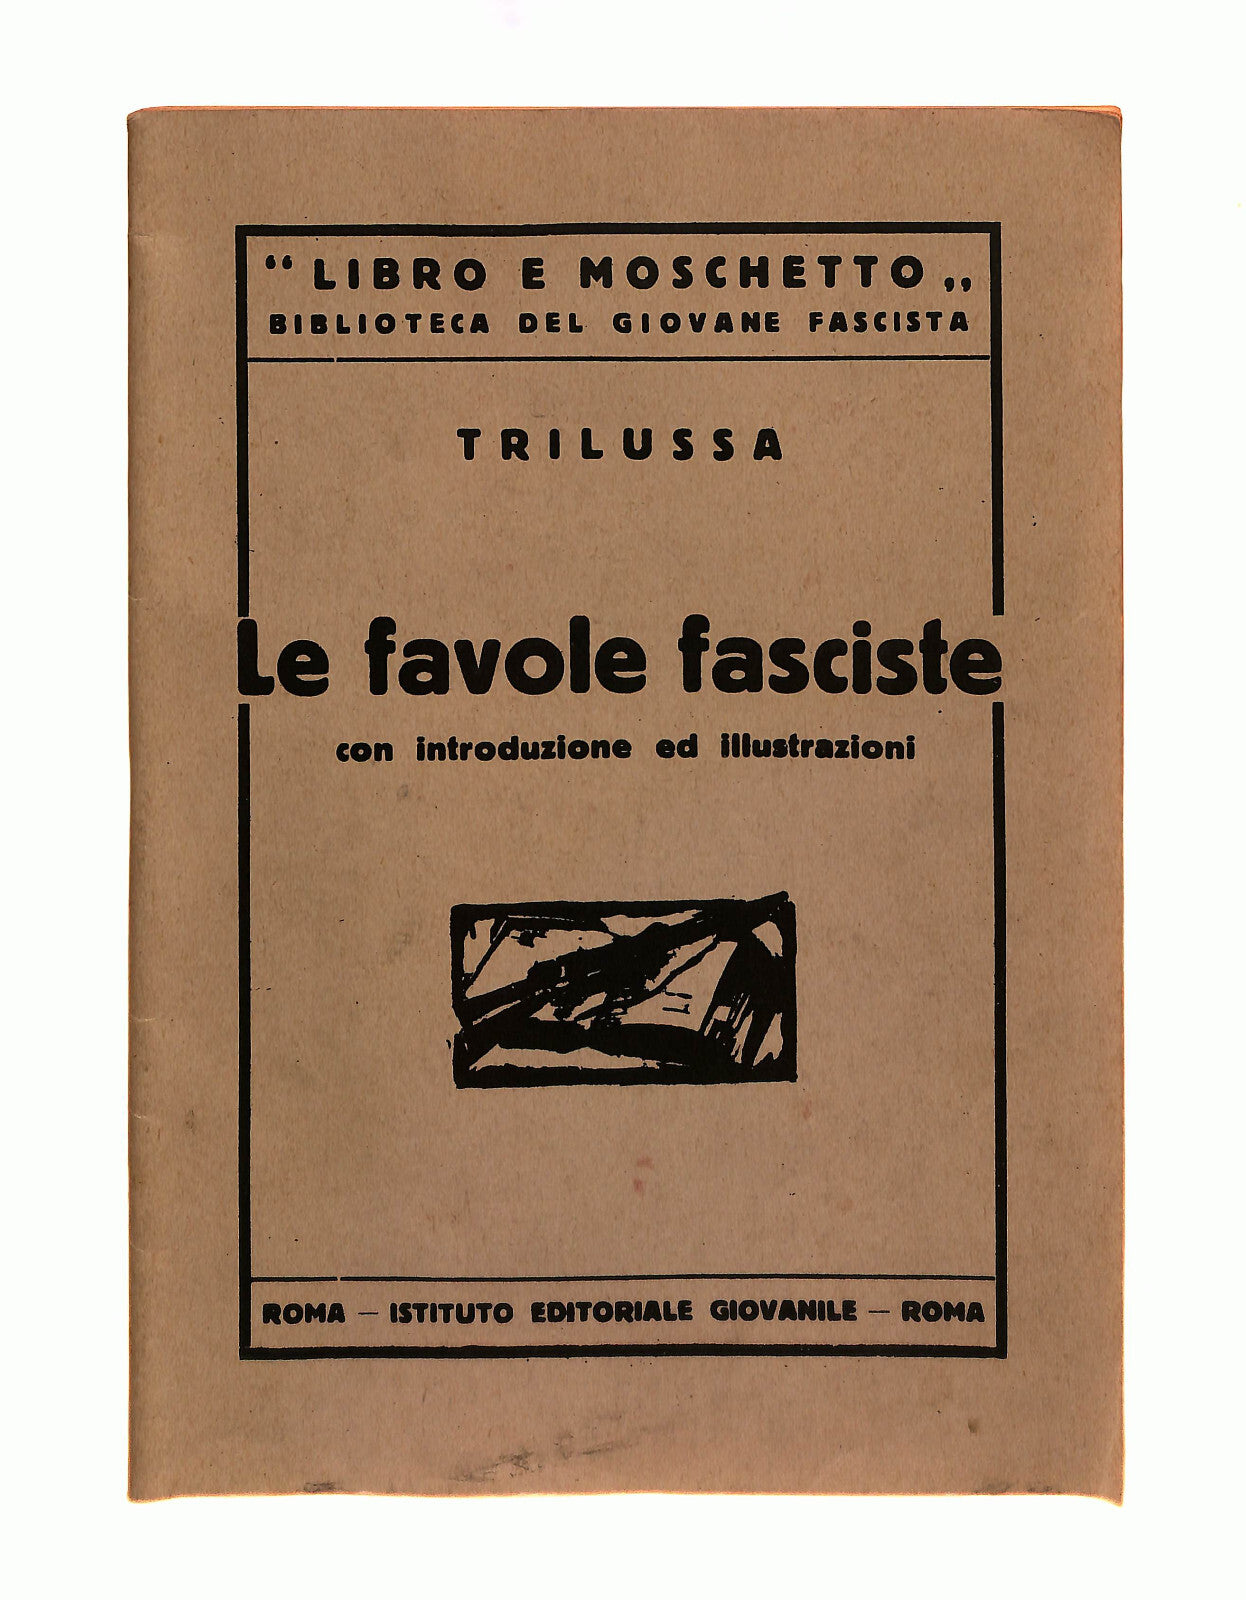 “ LIBRO E MOSCHETTO „
BIBLIOTECA DEL GIOVANE FASCISTA
TRILUSSA
Le favole fasciste
con introduzione ed illustrazioni
ROMA — ISTITUTO EDITORIALE GIOVANILE — ROMA